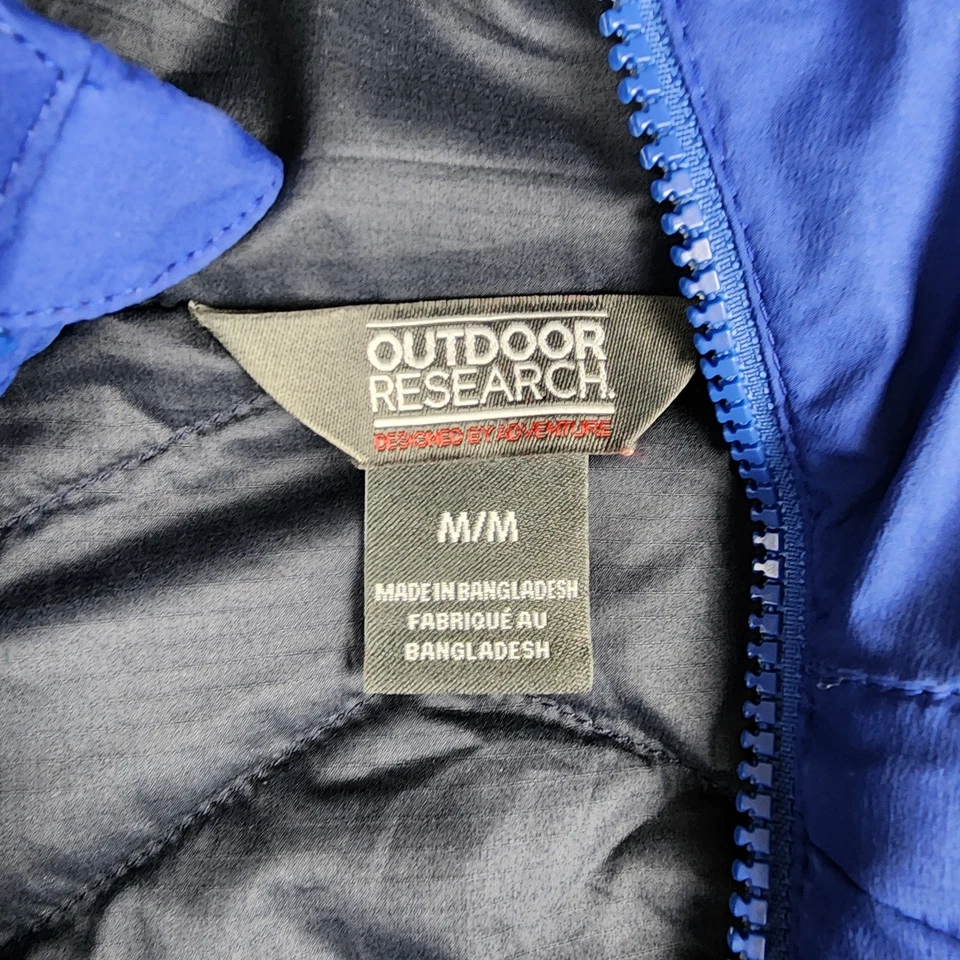 OUTDOOR
RESEARCH.
DESIGNED BY ADVENTURE
M/M
MADE IN BANGLADESH
FABRIQUÉ AU
BANGLADESH